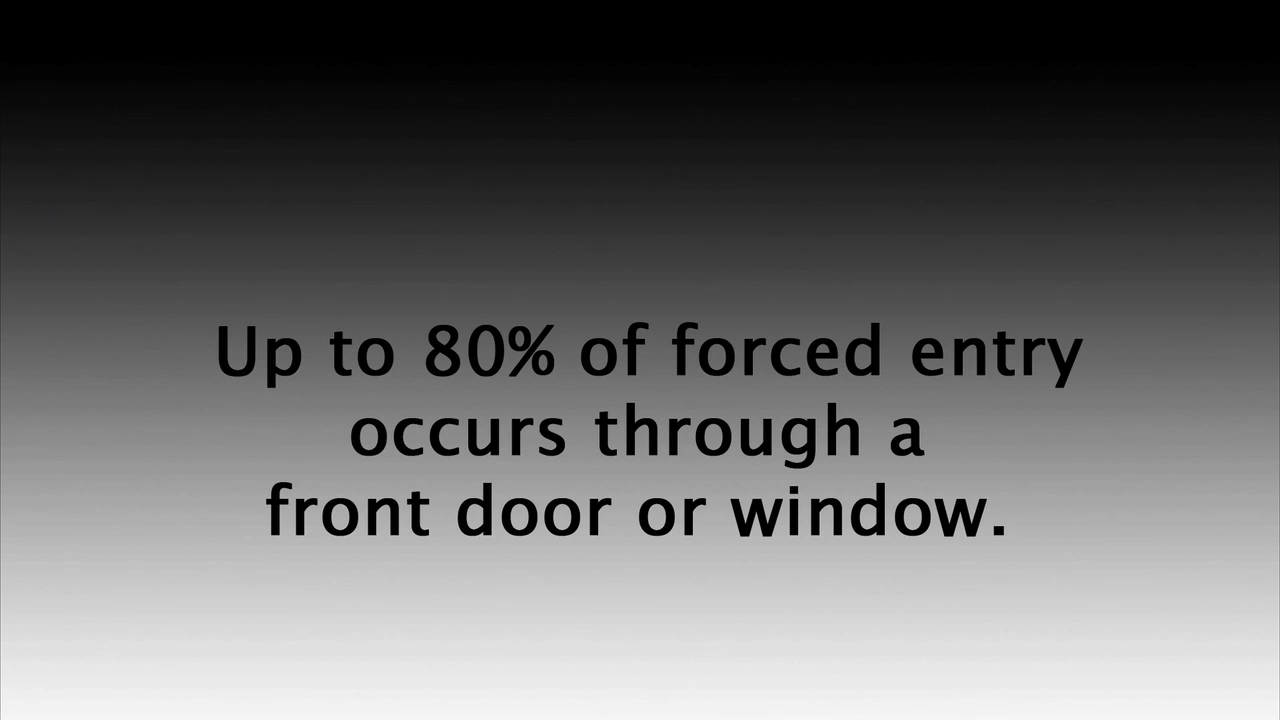 Up to 80% of forced entry
occurs through a
front door or window.